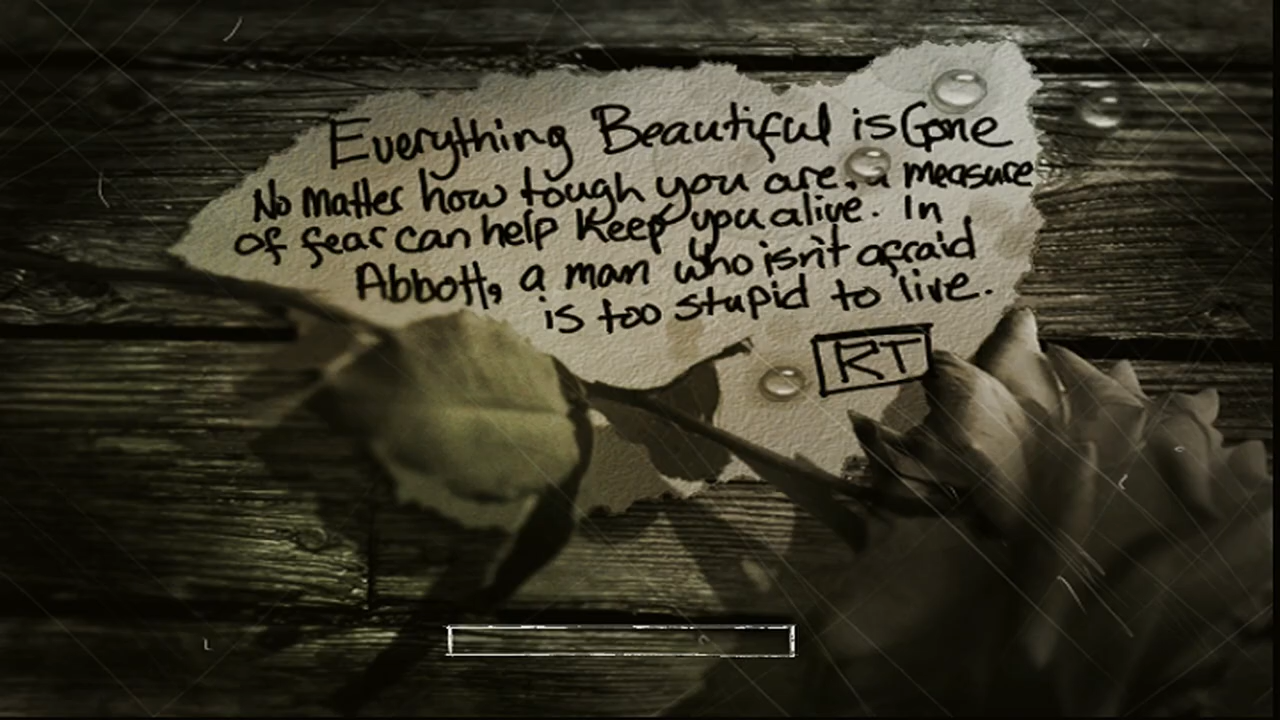 Everything Beautiful is Gone
No matter how tough you are, a measure
of fear can help keep you alive. In
Abbott, a man who isn't afraid
is too stupid to live.
RT